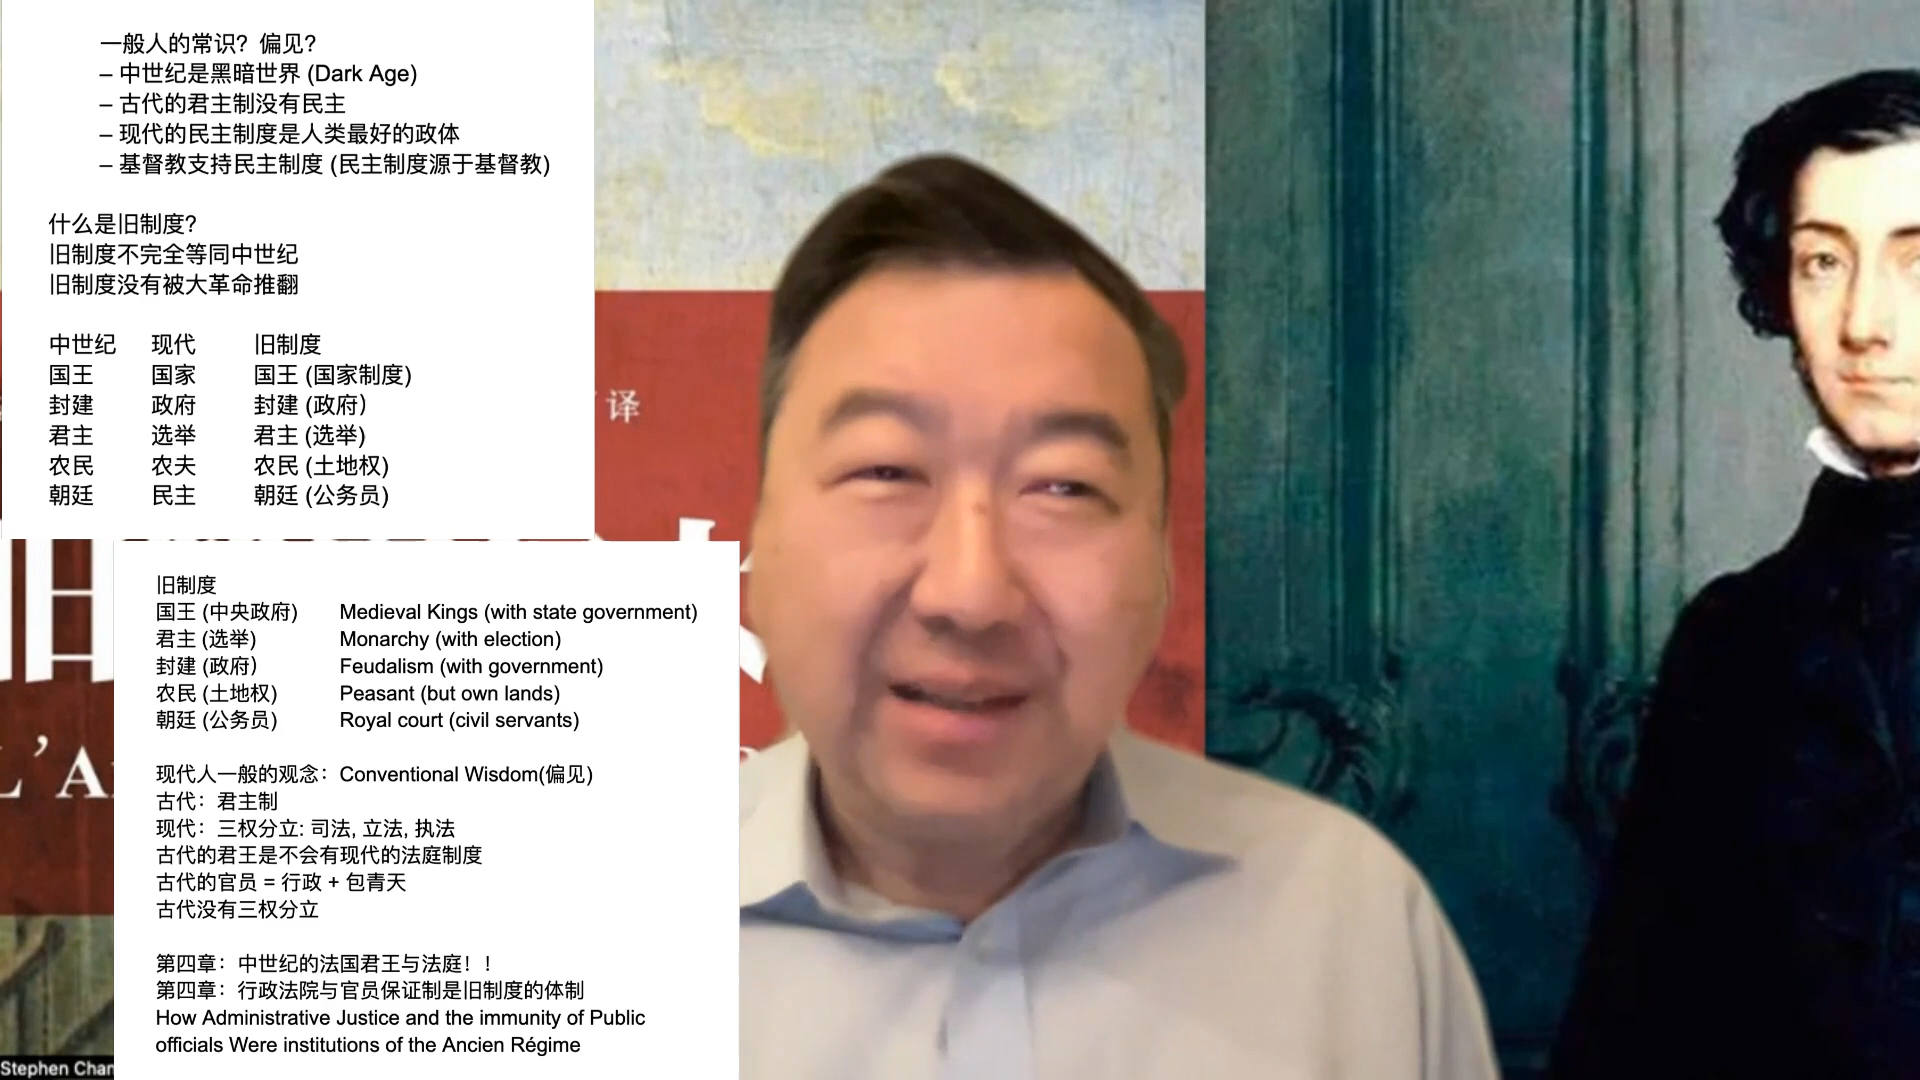 一般人的常识？偏见？
– 中世纪是黑暗世界 (Dark Age)
– 古代的君主制没有民主
– 现代的民主制度是人类最好的政体
– 基督教支持民主制度 (民主制度源于基督教)
什么是旧制度？
旧制度不完全等同中世纪
旧制度没有被大革命推翻
中世纪 现代 旧制度
国王 国家 国王 (国家制度)
封建 政府 封建 (政府）
君主 选举 君主 (选举)
农民 农夫 农民 (土地权)
朝廷 民主 朝廷 (公务员)
译
旧
L'A
旧制度
国王 (中央政府) Medieval Kings (with state government)
君主 (选举) Monarchy (with election)
封建 (政府） Feudalism (with government)
农民 (土地权) Peasant (but own lands)
朝廷 (公务员) Royal court (civil servants)
现代人一般的观念：Conventional Wisdom(偏见)
古代：君主制
现代：三权分立: 司法, 立法, 执法
古代的君王是不会有现代的法庭制度
古代的官员 = 行政 + 包青天
古代没有三权分立
第四章：中世纪的法国君王与法庭！！
第四章：行政法院与官员保证制是旧制度的体制
How Administrative Justice and the immunity of Public
officials Were institutions of the Ancien Régime
Stephen Chan